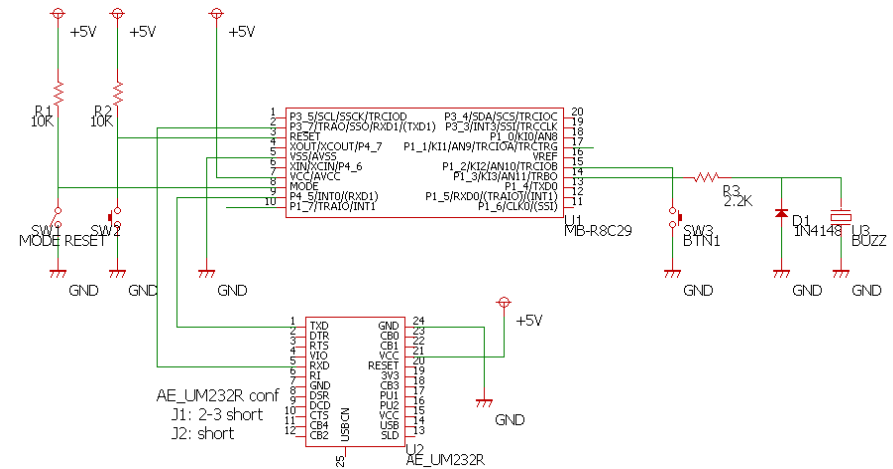 +5V
+5V
+5V
R1
10K
R2
10K
1 P3_5/SCL/SSCK/TRCIOD
2 P3_7/TRAO/SSO/RXD1/(TXD1)
3 RESET
4 XOUT/XCOUT/P4_7
5 VSS/AVSS
6 XIN/XCIN/P4_6
7 VCC/AVCC
8 MODE
9 P4_5/INT0/(RXD1)
10 P1_7/TRAIO/INT1
P3_4/SDA/SCS/TRCIOC 20
P3_3/INT3/SSI/TRCCLK 19
P1_0/KI0/AN8 18
P1_1/KI1/AN9/TRCIOA/TRCTRG 17
VREF 16
P1_2/KI2/AN10/TRCIOB 15
P1_3/KI3/AN11/TRBO 14
P1_4/TXD0 13
P1_5/RXD0/(TRAIO)/(INT1) 12
P1_6/CLK0/(SSI) 11
U1
MB-R8C29
R3
2.2K
SW1
MODE
SW2
RESET
SW3
BTN1
D1
1N4148
U3
BUZZ
GND
GND
GND
GND
GND
GND
+5V
1 TXD
2 DTR
3 RTS
4 VIO
5 RXD
6 RI
7 GND
8 DSR
9 DCD
10 CTS
11 CB4
12 CB2
GND 24
CB0 23
CB1 22
VCC 21
RESET 20
3V3 19
CB3 18
PU1 17
PU2 16
VCC 15
USB 14
SLD 13
USBCN
25
U2
AE_UM232R
GND
AE_UM232R conf
J1: 2-3 short
J2: short